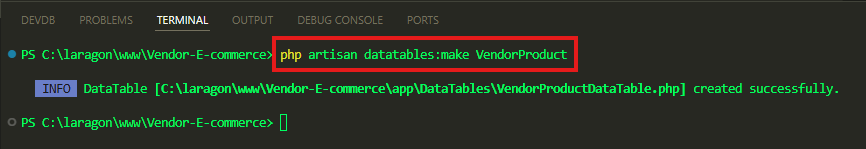 DEVDB PROBLEMS TERMINAL OUTPUT DEBUG CONSOLE PORTS
PS C:\laragon\www\Vendor-E-commerce> php artisan datatables:make VendorProduct
INFO DataTable [C:\laragon\www\Vendor-E-commerce\app\DataTables\VendorProductDataTable.php] created successfully.
PS C:\laragon\www\Vendor-E-commerce>